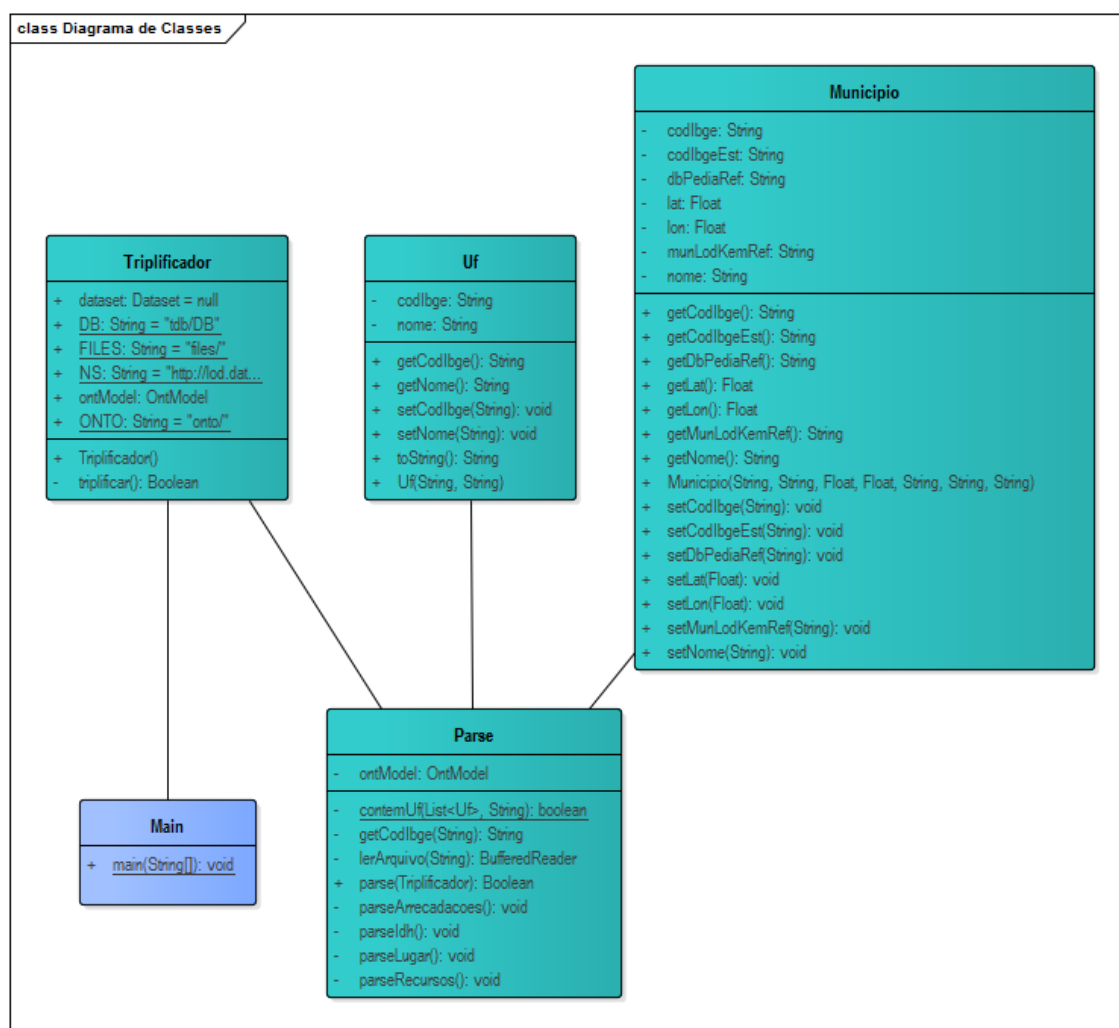 class Diagrama de Classes
Municipio
- codIbge: String
- codIbgeEst: String
- dbPediaRef: String
- lat: Float
- lon: Float
- munLodKemRef: String
- nome: String
+ getCodIbge(): String
+ getCodIbgeEst(): String
+ getDbPediaRef(): String
+ getLat(): Float
+ getLon(): Float
+ getMunLodKemRef(): String
+ getNome(): String
+ Municipio(String, String, Float, Float, String, String, String)
+ setCodIbge(String): void
+ setCodIbgeEst(String): void
+ setDbPediaRef(String): void
+ setLat(Float): void
+ setLon(Float): void
+ setMunLodKemRef(String): void
+ setNome(String): void
Triplificador
+ dataset: Dataset = null
+ DB: String = "tdb/DB"
+ FILES: String = "files/"
+ NS: String = "http://lod.dat...
+ ontModel: OntModel
+ ONTO: String = "onto/"
+ Triplificador()
- triplificar(): Boolean
Uf
- codIbge: String
- nome: String
+ getCodIbge(): String
+ getNome(): String
+ setCodIbge(String): void
+ setNome(String): void
+ toString(): String
+ Uf(String, String)
Parse
- ontModel: OntModel
- contemUf(List<Uf>, String): boolean
- getCodIbge(String): String
- lerArquivo(String): BufferedReader
+ parse(Triplificador): Boolean
- parseArrecadacoes(): void
- parseIdh(): void
- parseLugar(): void
- parseRecursos(): void
Main
+ main(String[]): void